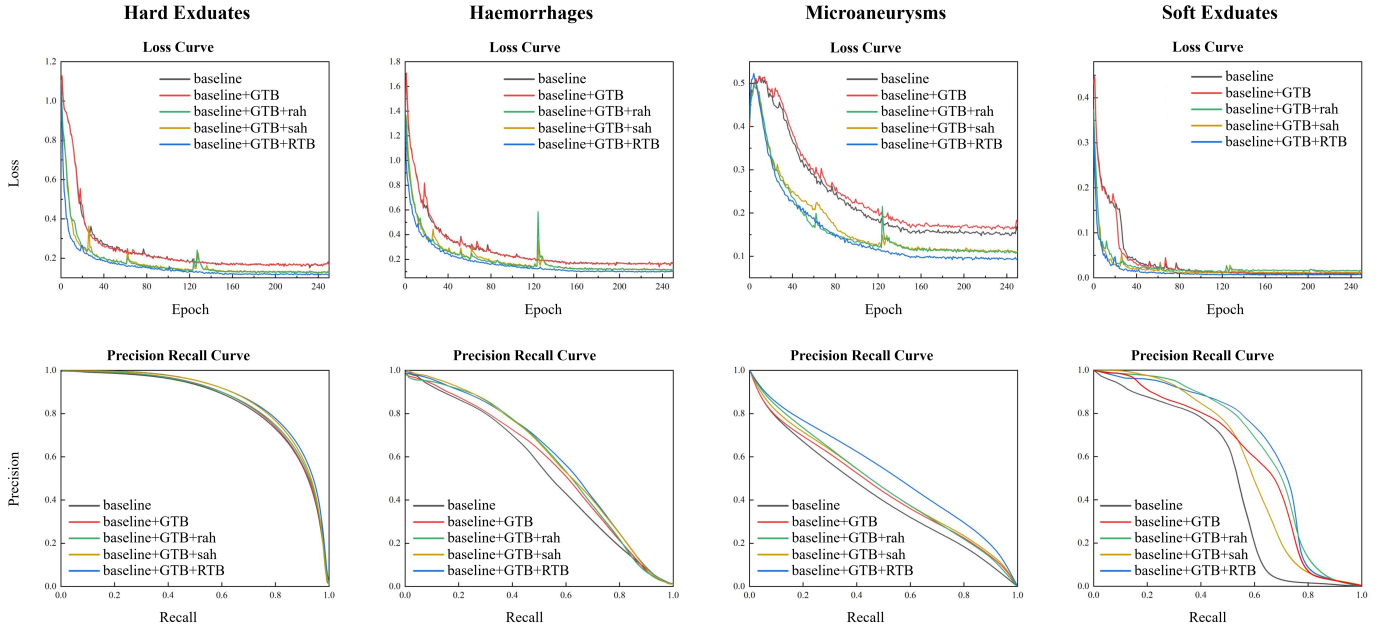 Hard Exduates
Haemorrhages
Microaneurysms
Soft Exduates
Loss Curve
1.2
1.0
0.8
0.6
0.4
0.2
Loss
baseline
baseline+GTB
baseline+GTB+rah
baseline+GTB+sah
baseline+GTB+RTB
0 40 80 120 160 200 240
Epoch
Loss Curve
1.8
1.6
1.4
1.2
1.0
0.8
0.6
0.4
0.2
baseline
baseline+GTB
baseline+GTB+rah
baseline+GTB+sah
baseline+GTB+RTB
0 40 80 120 160 200 240
Epoch
Loss Curve
0.5
0.4
0.3
0.2
0.1
0.0
baseline
baseline+GTB
baseline+GTB+rah
baseline+GTB+sah
baseline+GTB+RTB
0 40 80 120 160 200 240
Epoch
Loss Curve
0.4
0.3
0.2
0.1
0.0
baseline
baseline+GTB
baseline+GTB+rah
baseline+GTB+sah
baseline+GTB+RTB
0 40 80 120 160 200 240
Epoch
Precision Recall Curve
1.0
0.8
0.6
0.4
0.2
0.0
Precision
baseline
baseline+GTB
baseline+GTB+rah
baseline+GTB+sah
baseline+GTB+RTB
0.0 0.2 0.4 0.6 0.8 1.0
Recall
Precision Recall Curve
1.0
0.8
0.6
0.4
0.2
0.0
baseline
baseline+GTB
baseline+GTB+rah
baseline+GTB+sah
baseline+GTB+RTB
0.0 0.2 0.4 0.6 0.8 1.0
Recall
Precision Recall Curve
1.0
0.8
0.6
0.4
0.2
0.0
baseline
baseline+GTB
baseline+GTB+rah
baseline+GTB+sah
baseline+GTB+RTB
0.0 0.2 0.4 0.6 0.8 1.0
Recall
Precision Recall Curve
1.0
0.8
0.6
0.4
0.2
0.0
baseline
baseline+GTB
baseline+GTB+rah
baseline+GTB+sah
baseline+GTB+RTB
0.0 0.2 0.4 0.6 0.8 1.0
Recall